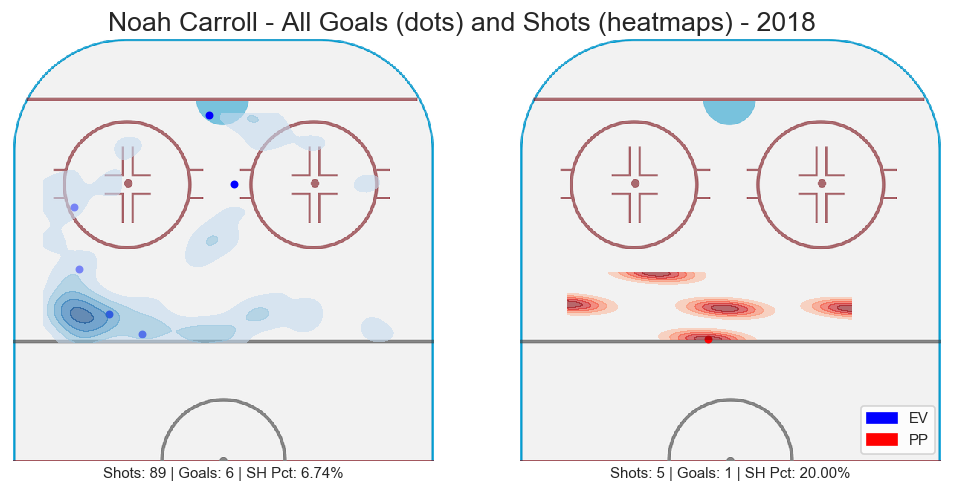 Noah Carroll - All Goals (dots) and Shots (heatmaps) - 2018
EV
PP
Shots: 89 | Goals: 6 | SH Pct: 6.74%
Shots: 5 | Goals: 1 | SH Pct: 20.00%